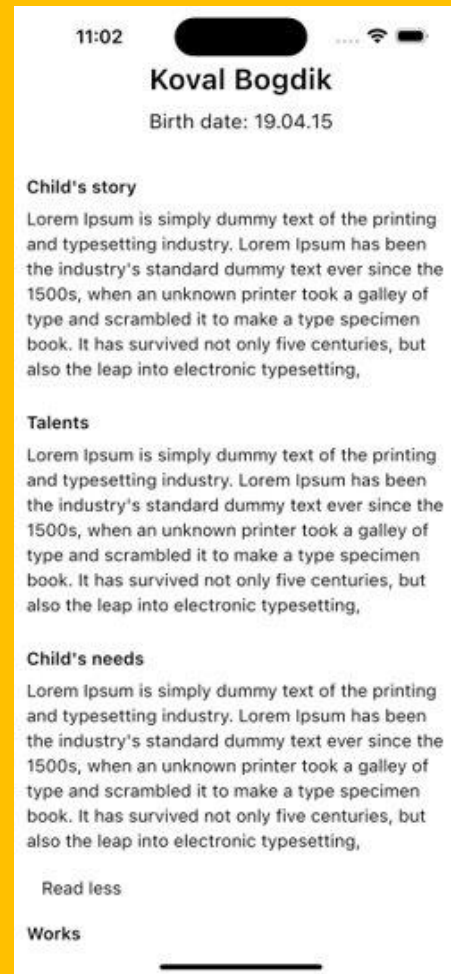 11:02
Koval Bogdik
Birth date: 19.04.15
Child's story
Lorem Ipsum is simply dummy text of the printing
and typesetting industry. Lorem Ipsum has been
the industry's standard dummy text ever since the
1500s, when an unknown printer took a galley of
type and scrambled it to make a type specimen
book. It has survived not only five centuries, but
also the leap into electronic typesetting,
Talents
Lorem Ipsum is simply dummy text of the printing
and typesetting industry. Lorem Ipsum has been
the industry's standard dummy text ever since the
1500s, when an unknown printer took a galley of
type and scrambled it to make a type specimen
book. It has survived not only five centuries, but
also the leap into electronic typesetting,
Child's needs
Lorem Ipsum is simply dummy text of the printing
and typesetting industry. Lorem Ipsum has been
the industry's standard dummy text ever since the
1500s, when an unknown printer took a galley of
type and scrambled it to make a type specimen
book. It has survived not only five centuries, but
also the leap into electronic typesetting,
Read less
Works